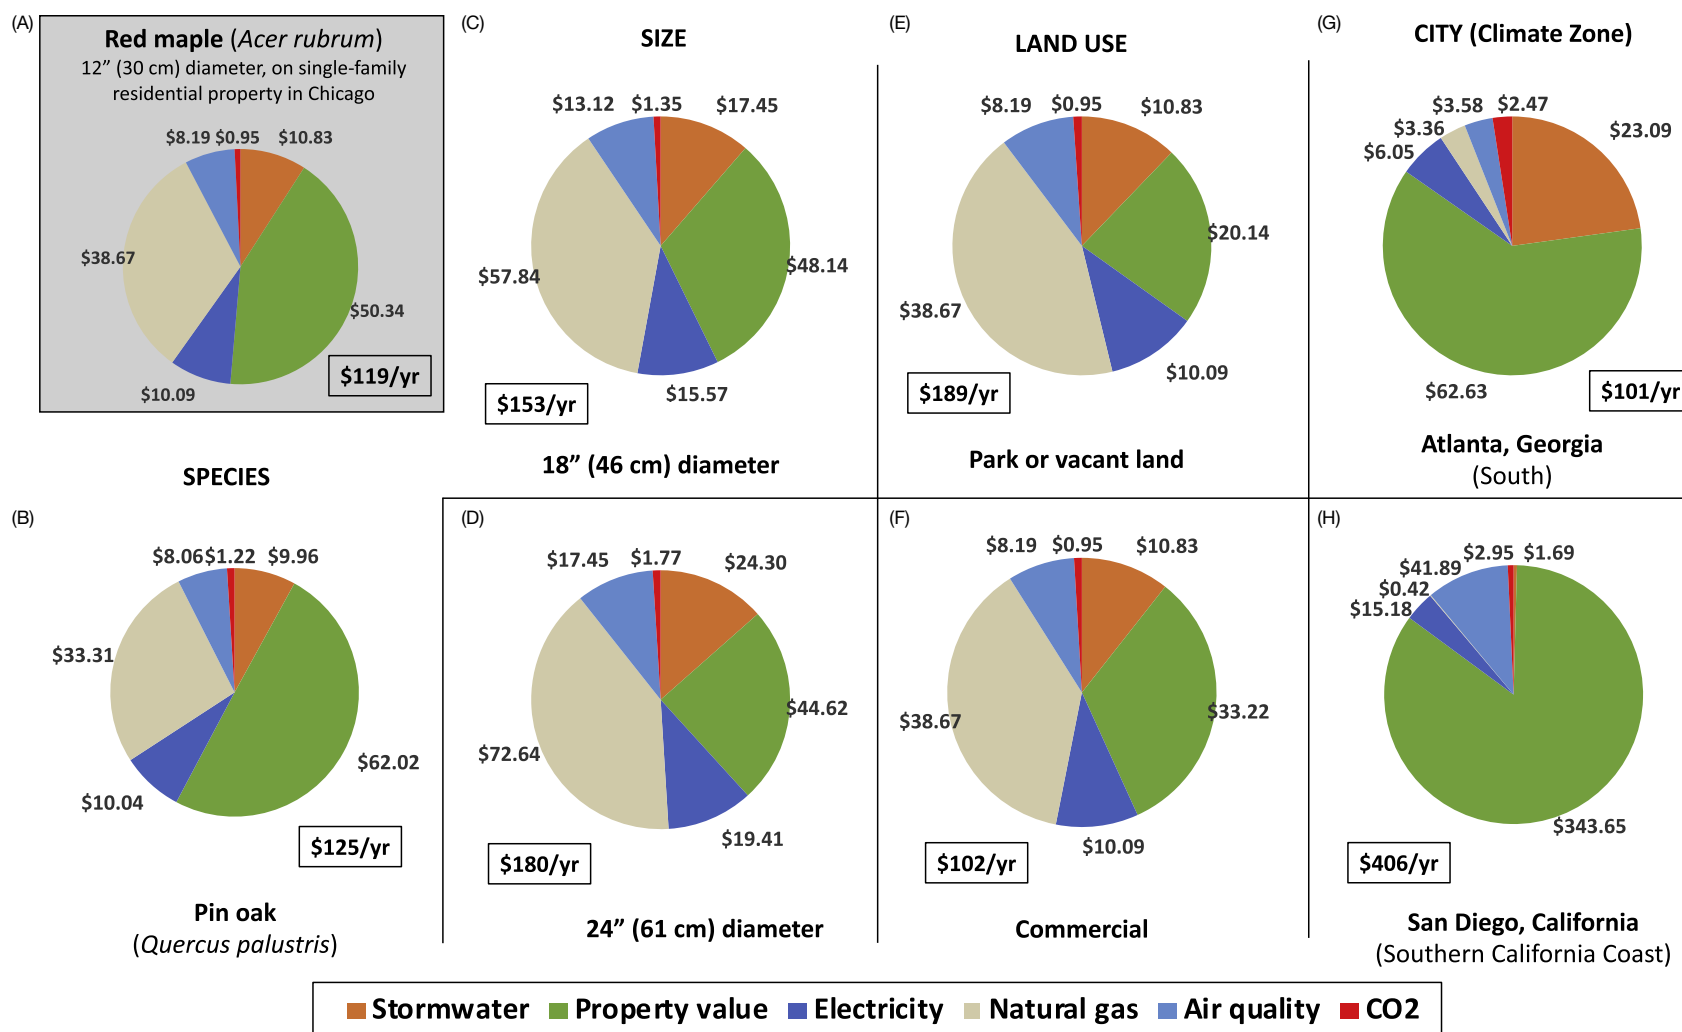 (A)
Red maple (Acer rubrum)
12” (30 cm) diameter, on single-family
residential property in Chicago
$8.19
$0.95
$10.83
$38.67
$50.34
$10.09
$119/yr
SPECIES
(B)
$8.06
$1.22
$9.96
$33.31
$62.02
$10.04
$125/yr
Pin oak
(Quercus palustris)
(C)
SIZE
$13.12
$1.35
$17.45
$57.84
$48.14
$15.57
$153/yr
18” (46 cm) diameter
(D)
$17.45
$1.77
$24.30
$72.64
$44.62
$19.41
$180/yr
24” (61 cm) diameter
(E)
LAND USE
$8.19
$0.95
$10.83
$20.14
$38.67
$10.09
$189/yr
Park or vacant land
(F)
$8.19
$0.95
$10.83
$38.67
$33.22
$10.09
$102/yr
Commercial
(G)
CITY (Climate Zone)
$3.58
$2.47
$3.36
$23.09
$6.05
$62.63
$101/yr
Atlanta, Georgia
(South)
(H)
$2.95
$1.69
$41.89
$0.42
$15.18
$343.65
$406/yr
San Diego, California
(Southern California Coast)
Stormwater Property value Electricity Natural gas Air quality CO2